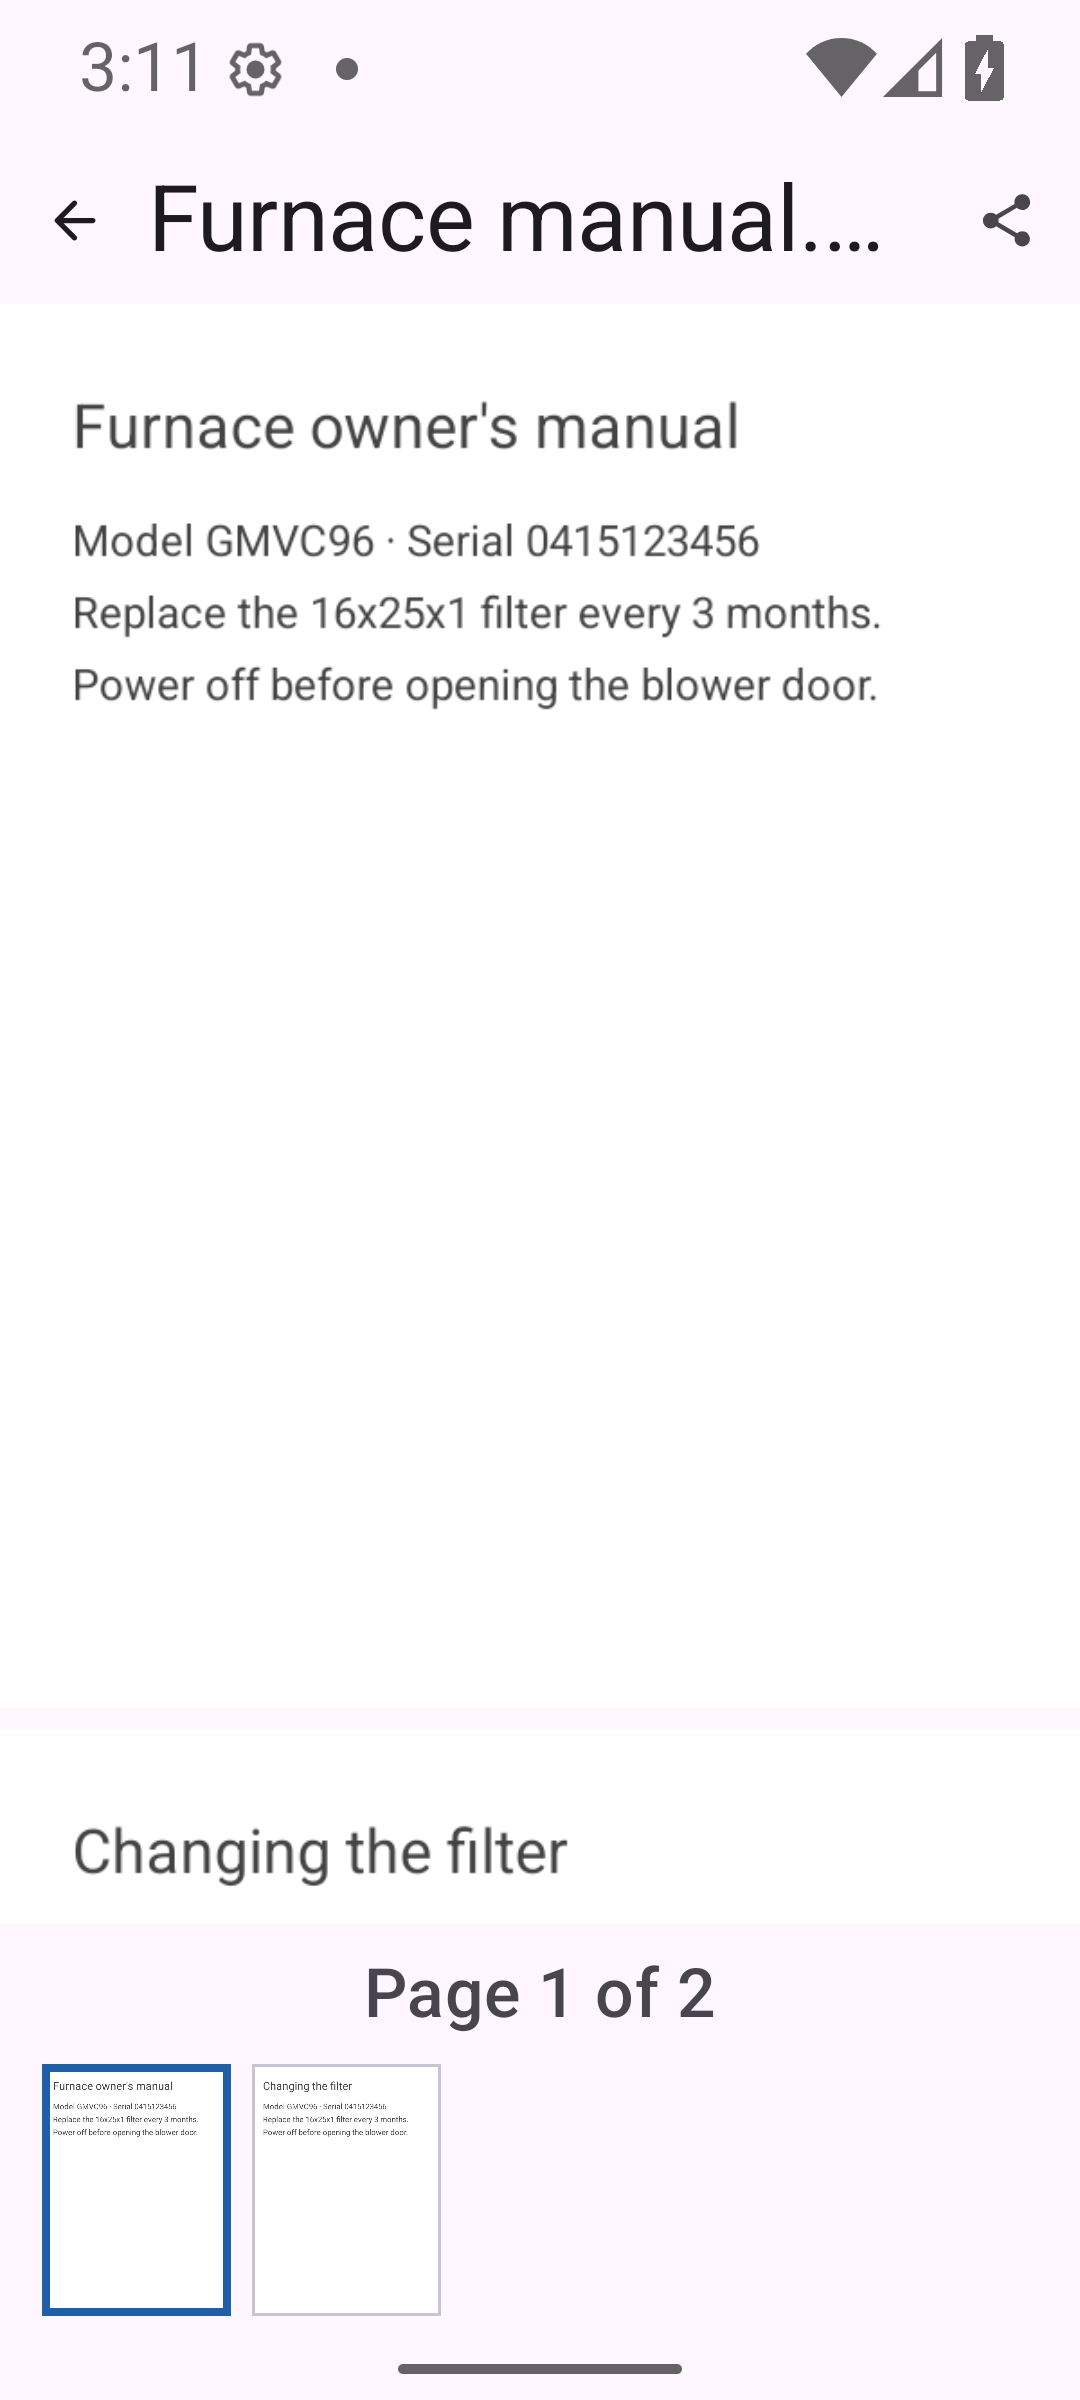 3:11
Furnace manual....
Furnace owner's manual
Model GMVC96 · Serial 0415123456
Replace the 16x25x1 filter every 3 months.
Power off before opening the blower door.
Changing the filter
Page 1 of 2
Furnace owner's manual
Model GMVC96 · Serial 0415123456
Replace the 16x25x1 filter every 3 months.
Power off before opening the blower door.
Changing the filter
Model GMVC96 · Serial 0415123456
Replace the 16x25x1 filter every 3 months.
Power off before opening the blower door.